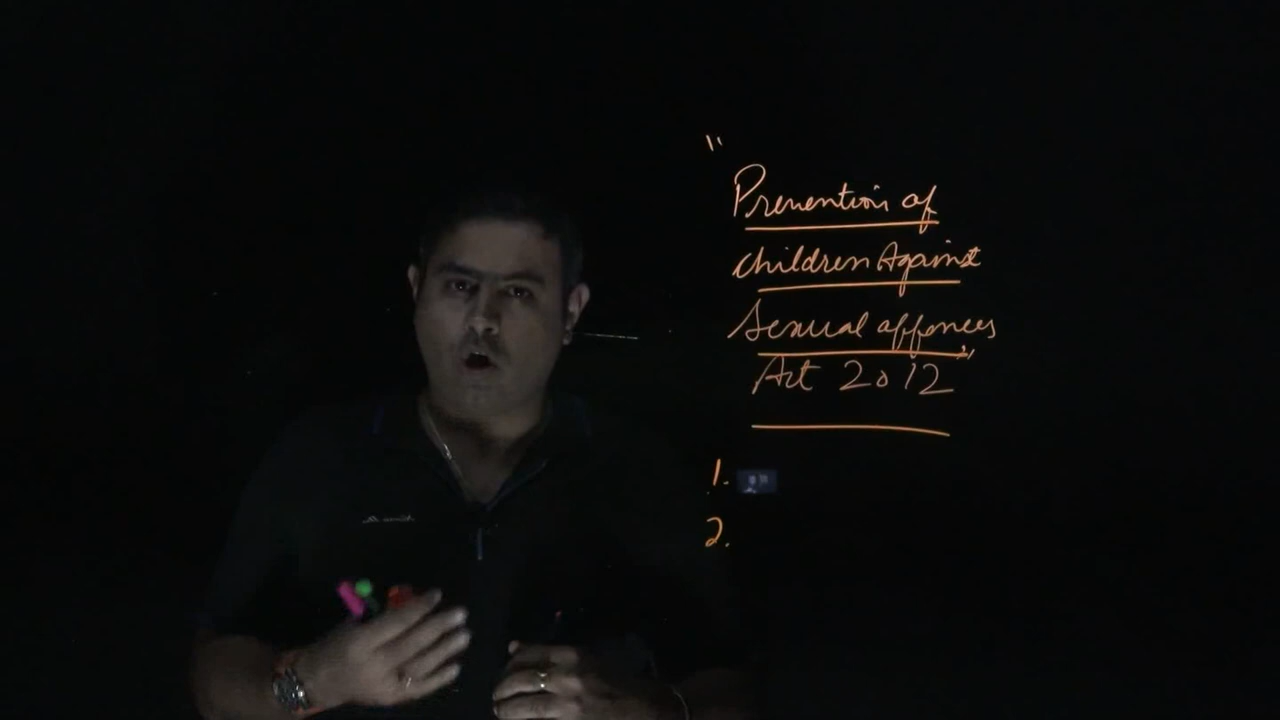 "
Prevention of
children Against
Sexual offences"
Act 2012
1.
2.